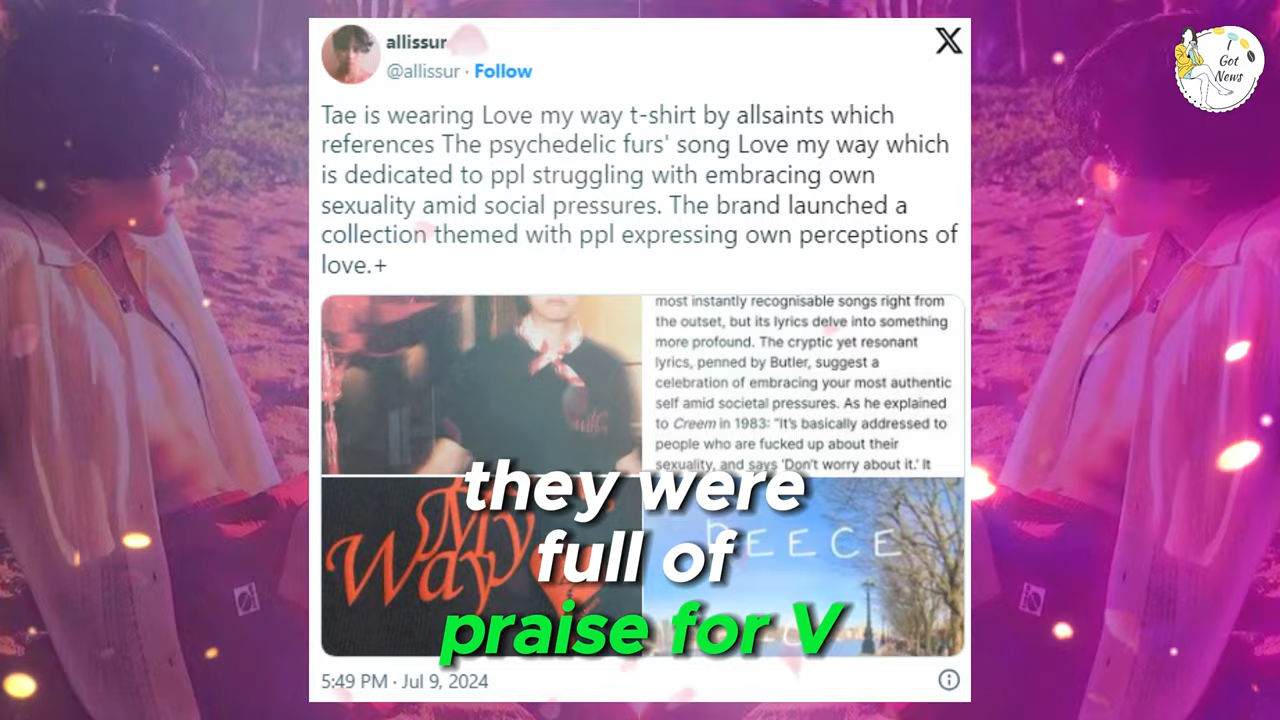 allissur
@allissur · Follow
I
Got
News
Tae is wearing Love my way t-shirt by allsaints which
references The psychedelic furs' song Love my way which
is dedicated to ppl struggling with embracing own
sexuality amid social pressures. The brand launched a
collection themed with ppl expressing own perceptions of
love.+
most instantly recognisable songs right from
the outset, but its lyrics delve into something
more profound. The cryptic yet resonant
lyrics, penned by Butler, suggest a
celebration of embracing your most authentic
self amid societal pressures. As he explained
to Creem in 1983: "It's basically addressed to
people who are fucked up about their
sexuality, and says 'Don't worry about it.' It
My
Way
EECE
they were
full of
praise for V
5:49 PM · Jul 9, 2024